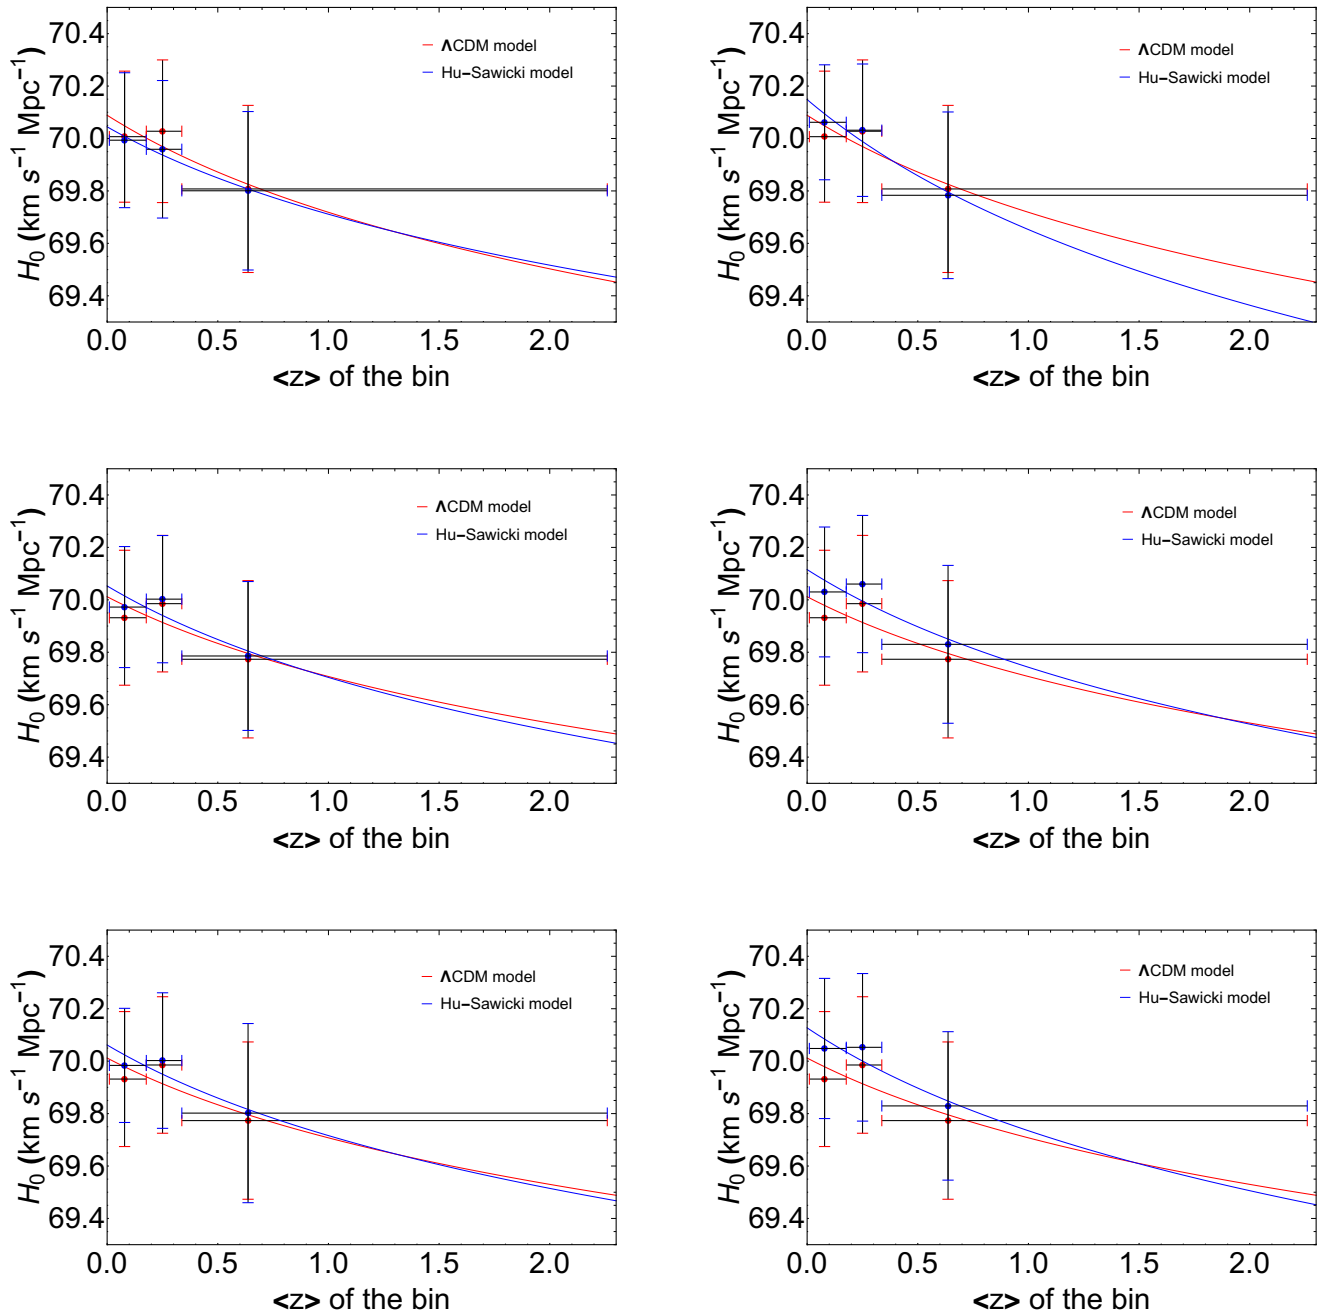 70.4
70.2
70.0
69.8
69.6
69.4
H₀ (km s⁻¹ Mpc⁻¹)
ΛCDM model
Hu–Sawicki model
0.0 0.5 1.0 1.5 2.0
<z> of the bin
70.4
70.2
70.0
69.8
69.6
69.4
H₀ (km s⁻¹ Mpc⁻¹)
ΛCDM model
Hu–Sawicki model
0.0 0.5 1.0 1.5 2.0
<z> of the bin
70.4
70.2
70.0
69.8
69.6
69.4
H₀ (km s⁻¹ Mpc⁻¹)
ΛCDM model
Hu–Sawicki model
0.0 0.5 1.0 1.5 2.0
<z> of the bin
70.4
70.2
70.0
69.8
69.6
69.4
H₀ (km s⁻¹ Mpc⁻¹)
ΛCDM model
Hu–Sawicki model
0.0 0.5 1.0 1.5 2.0
<z> of the bin
70.4
70.2
70.0
69.8
69.6
69.4
H₀ (km s⁻¹ Mpc⁻¹)
ΛCDM model
Hu–Sawicki model
0.0 0.5 1.0 1.5 2.0
<z> of the bin
70.4
70.2
70.0
69.8
69.6
69.4
H₀ (km s⁻¹ Mpc⁻¹)
ΛCDM model
Hu–Sawicki model
0.0 0.5 1.0 1.5 2.0
<z> of the bin